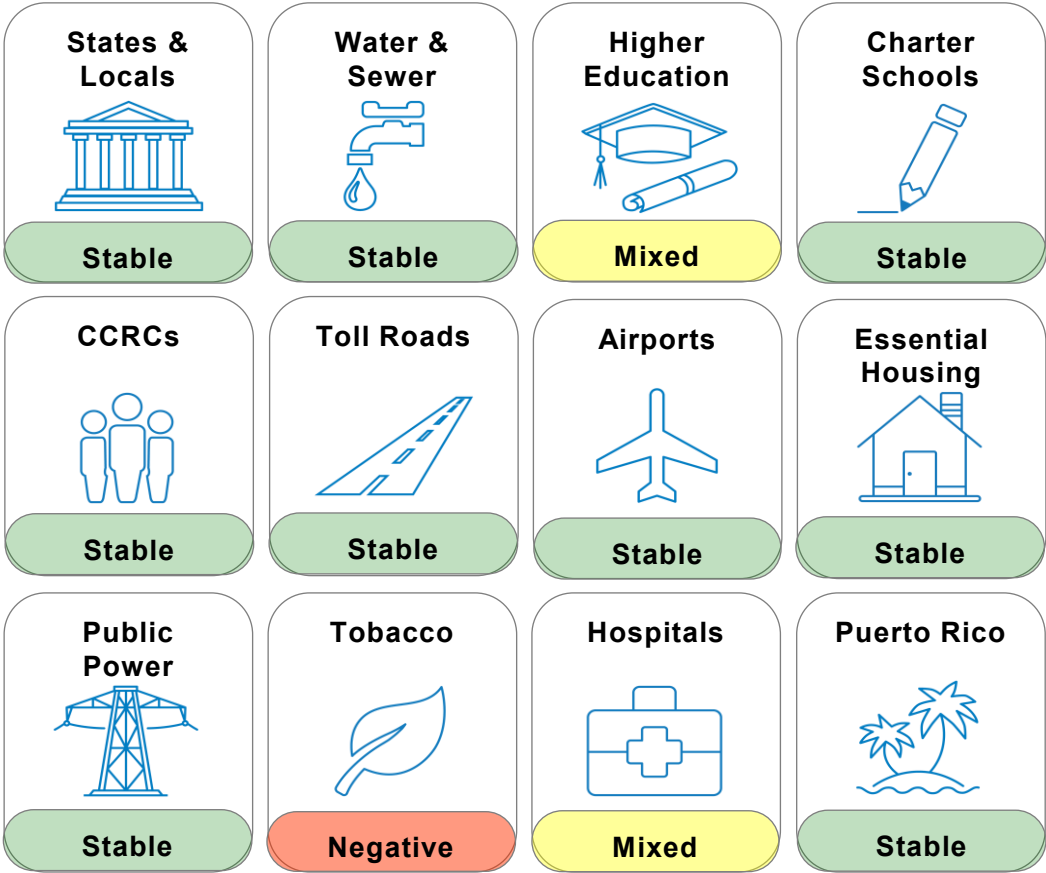 States &
Locals
Stable
Water &
Sewer
Stable
Higher
Education
Mixed
Charter
Schools
Stable
CCRCs
Stable
Toll Roads
Stable
Airports
Stable
Essential
Housing
Stable
Public
Power
Stable
Tobacco
Negative
Hospitals
Mixed
Puerto Rico
Stable